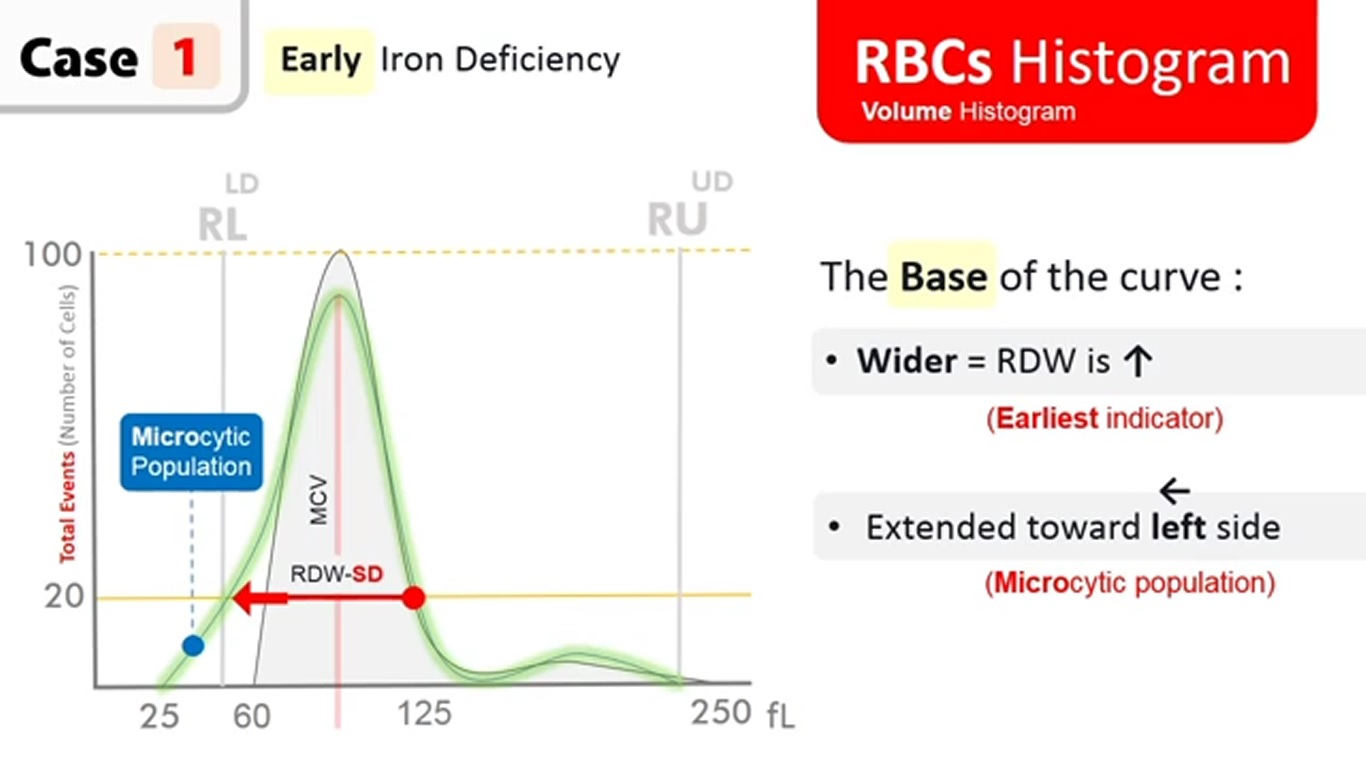 Case 1
Early Iron Deficiency
RBCs Histogram
Volume Histogram
LD
RL
UD
RU
100
Total Events (Number of Cells)
Microcytic
Population
MCV
RDW-SD
20
25
60
125
250
fL
The Base of the curve :
• Wider = RDW is ↑
(Earliest indicator)
←
• Extended toward left side
(Microcytic population)